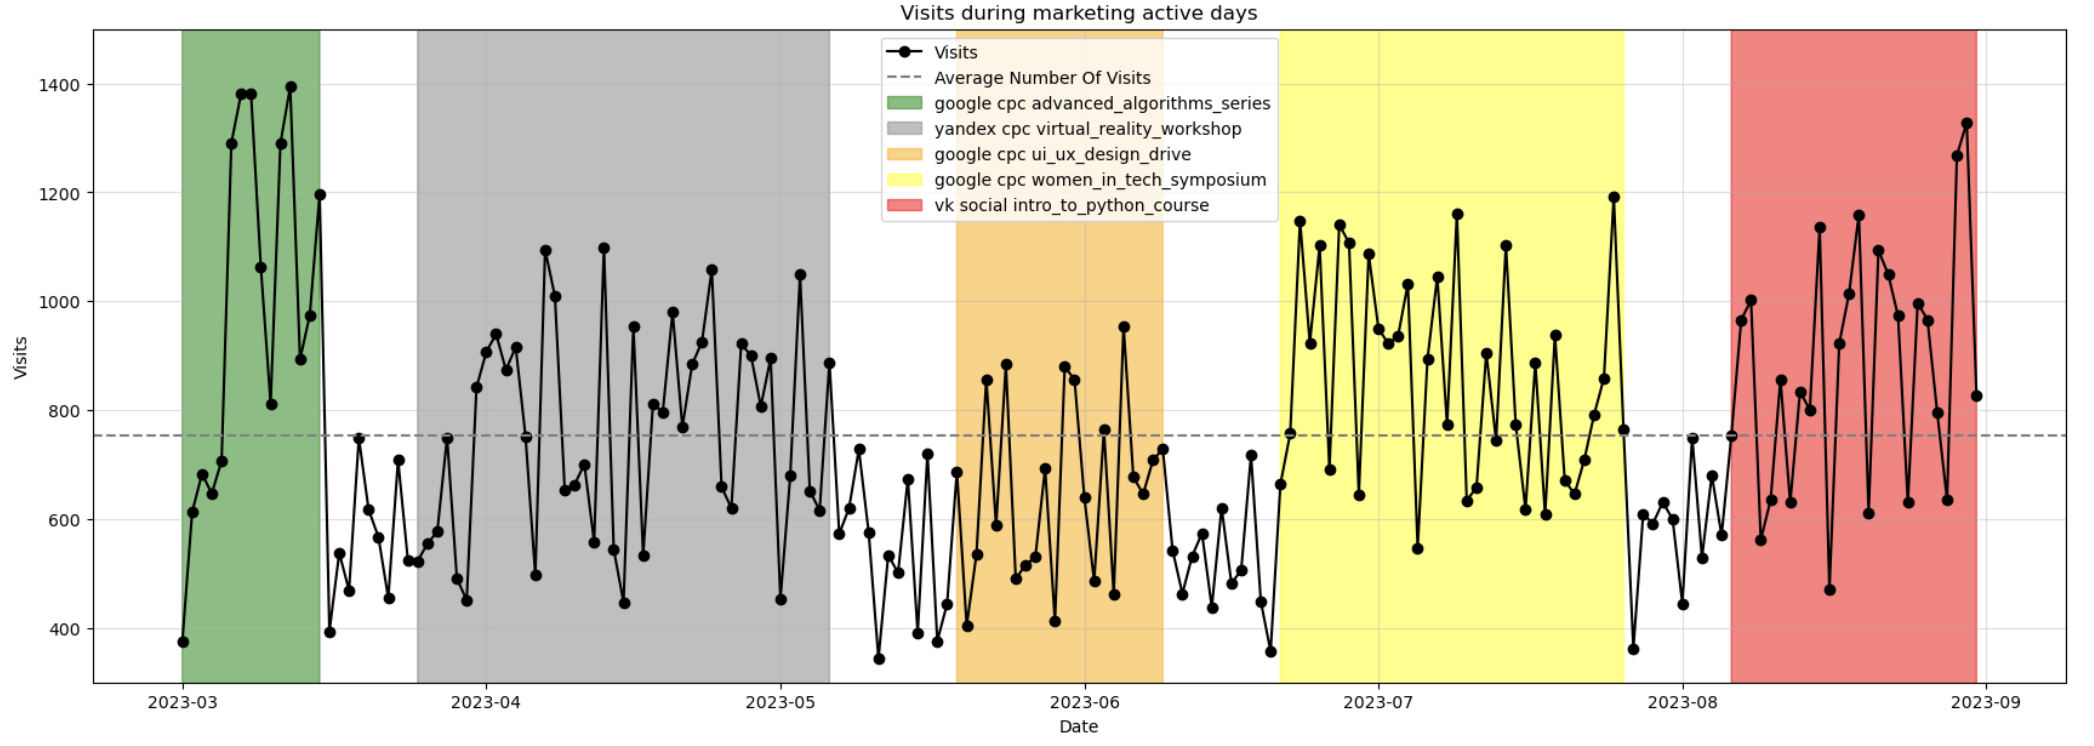 Visits during marketing active days
Visits
1400
1200
1000
800
600
400
Visits
Average Number Of Visits
google cpc advanced_algorithms_series
yandex cpc virtual_reality_workshop
google cpc ui_ux_design_drive
google cpc women_in_tech_symposium
vk social intro_to_python_course
2023-03 2023-04 2023-05 2023-06 2023-07 2023-08 2023-09
Date